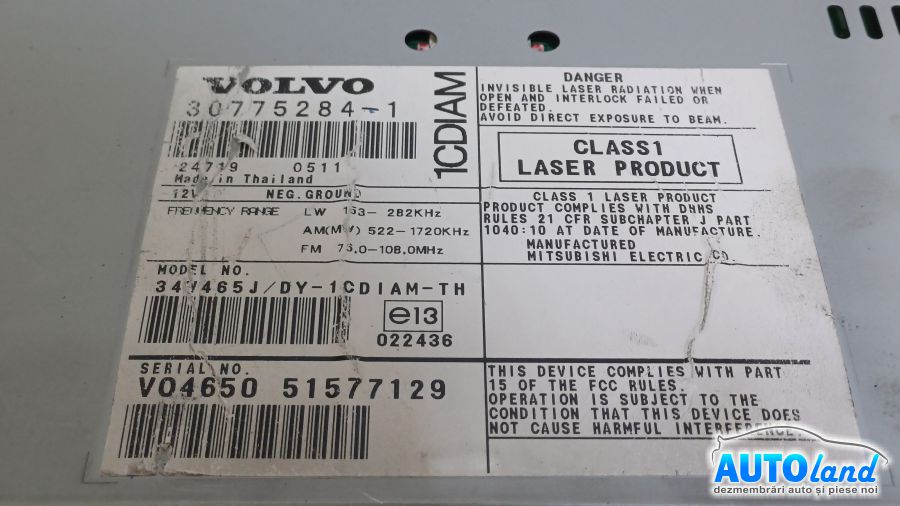 VOLVO
30775284-1
24719 0511
Made in Thailand
1CDIAM
12V NEG.GROUND
FREQUENCY RANGE LW 153-282KHz
AM(MW) 522-1720KHz
FM 76.0-108.0MHz
MODEL NO.
34V465J/DY-1CDIAM-TH
e13
022436
SERIAL NO.
VO4650 51577129
DANGER
INVISIBLE LASER RADIATION WHEN
OPEN AND INTERLOCK FAILED OR
DEFEATED.
AVOID DIRECT EXPOSURE TO BEAM.
CLASS1
LASER PRODUCT
CLASS 1 LASER PRODUCT
PRODUCT COMPLIES WITH DHHS
RULES 21 CFR SUBCHAPTER J PART
1040:10 AT DATE OF MANUFACTURE.
MANUFACTURED
MITSUBISHI ELECTRIC CO.
THIS DEVICE COMPLIES WITH PART
15 OF THE FCC RULES.
OPERATION IS SUBJECT TO THE
CONDITION THAT THIS DEVICE DOES
NOT CAUSE HARMFUL INTERFERENCE.
AUTOland
dezmembrări auto și piese noi